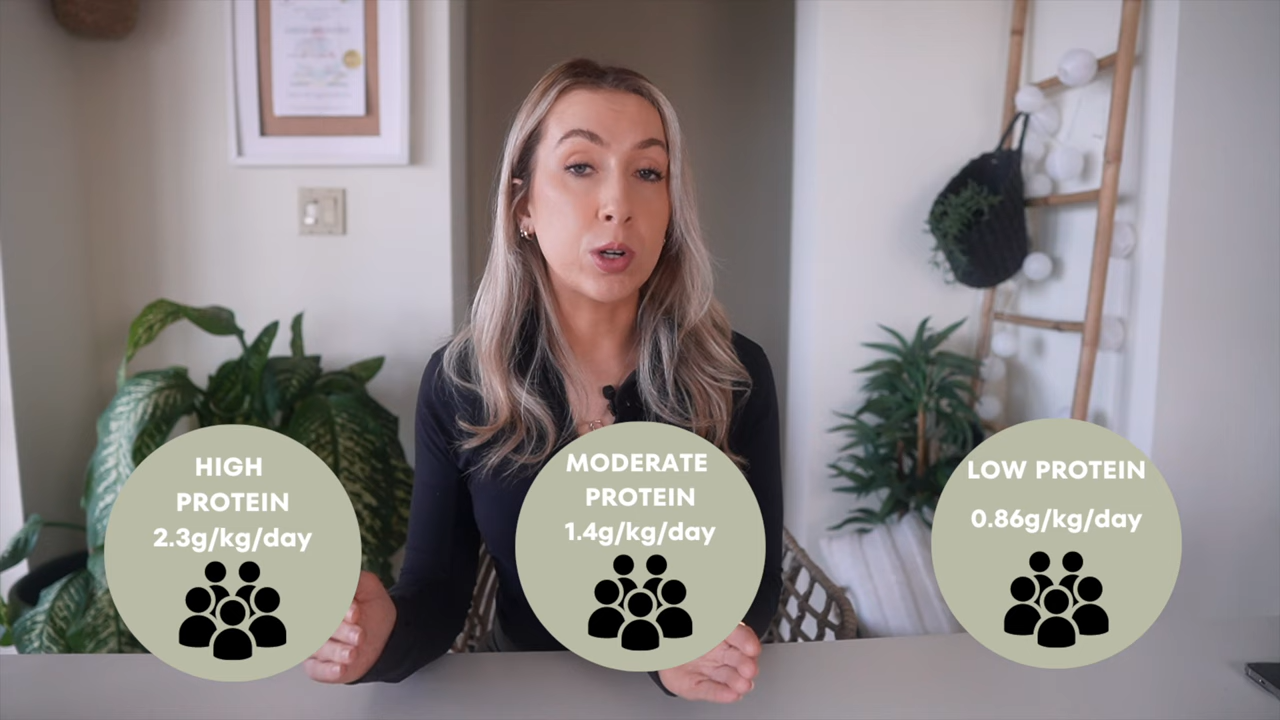 HIGH
PROTEIN
2.3g/kg/day
MODERATE
PROTEIN
1.4g/kg/day
LOW PROTEIN
0.86g/kg/day